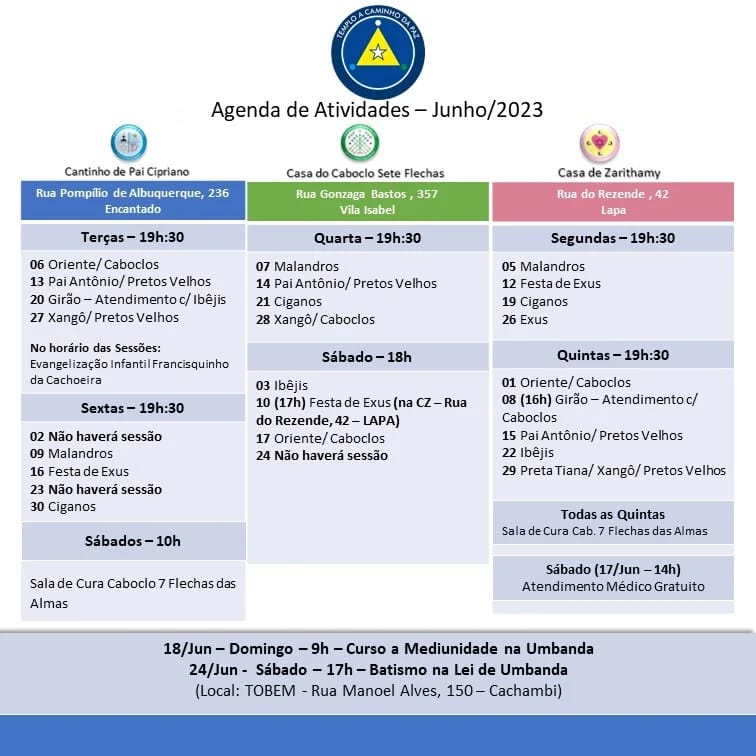 TEMPLO A CAMINHO DA PAZ
Agenda de Atividades – Junho/2023
Cantinho de Pai Cipriano
Rua Pompílio de Albuquerque, 236
Encantado
Terças – 19h:30
06 Oriente/ Caboclos
13 Pai Antônio/ Pretos Velhos
20 Girão – Atendimento c/ Ibêjis
27 Xangô/ Pretos Velhos
No horário das Sessões:
Evangelização Infantil Francisquinho
da Cachoeira
Sextas – 19h:30
02 Não haverá sessão
09 Malandros
16 Festa de Exus
23 Não haverá sessão
30 Ciganos
Sábados – 10h
Sala de Cura Caboclo 7 Flechas das
Almas
Casa do Caboclo Sete Flechas
Rua Gonzaga Bastos , 357
Vila Isabel
Quarta – 19h:30
07 Malandros
14 Pai Antônio/ Pretos Velhos
21 Ciganos
28 Xangô/ Caboclos
Sábado – 18h
03 Ibêjis
10 (17h) Festa de Exus (na CZ – Rua
do Rezende, 42 – LAPA)
17 Oriente/ Caboclos
24 Não haverá sessão
Casa de Zarithamy
Rua do Rezende , 42
Lapa
Segundas – 19h:30
05 Malandros
12 Festa de Exus
19 Ciganos
26 Exus
Quintas – 19h:30
01 Oriente/ Caboclos
08 (16h) Girão – Atendimento c/
Caboclos
15 Pai Antônio/ Pretos Velhos
22 Ibêjis
29 Preta Tiana/ Xangô/ Pretos Velhos
Todas as Quintas
Sala de Cura Cab. 7 Flechas das Almas
Sábado (17/Jun – 14h)
Atendimento Médico Gratuito
18/Jun – Domingo – 9h – Curso a Mediunidade na Umbanda
24/Jun - Sábado – 17h – Batismo na Lei de Umbanda
(Local: TOBEM - Rua Manoel Alves, 150 – Cachambi)